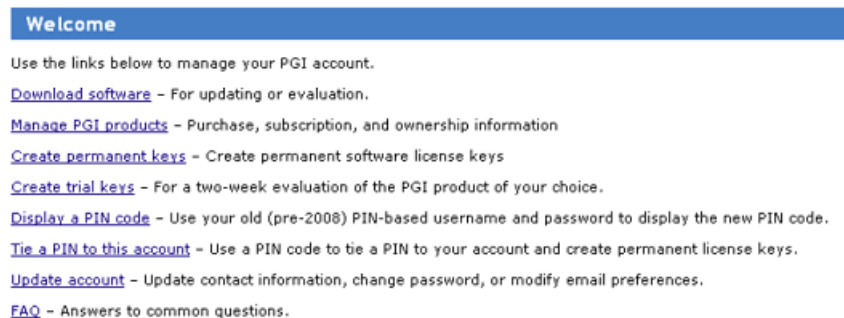 Welcome
Use the links below to manage your PGI account.
Download software – For updating or evaluation.
Manage PGI products – Purchase, subscription, and ownership information
Create permanent keys – Create permanent software license keys
Create trial keys – For a two-week evaluation of the PGI product of your choice.
Display a PIN code – Use your old (pre-2008) PIN-based username and password to display the new PIN code.
Tie a PIN to this account – Use a PIN code to tie a PIN to your account and create permanent license keys.
Update account – Update contact information, change password, or modify email preferences.
FAQ – Answers to common questions.